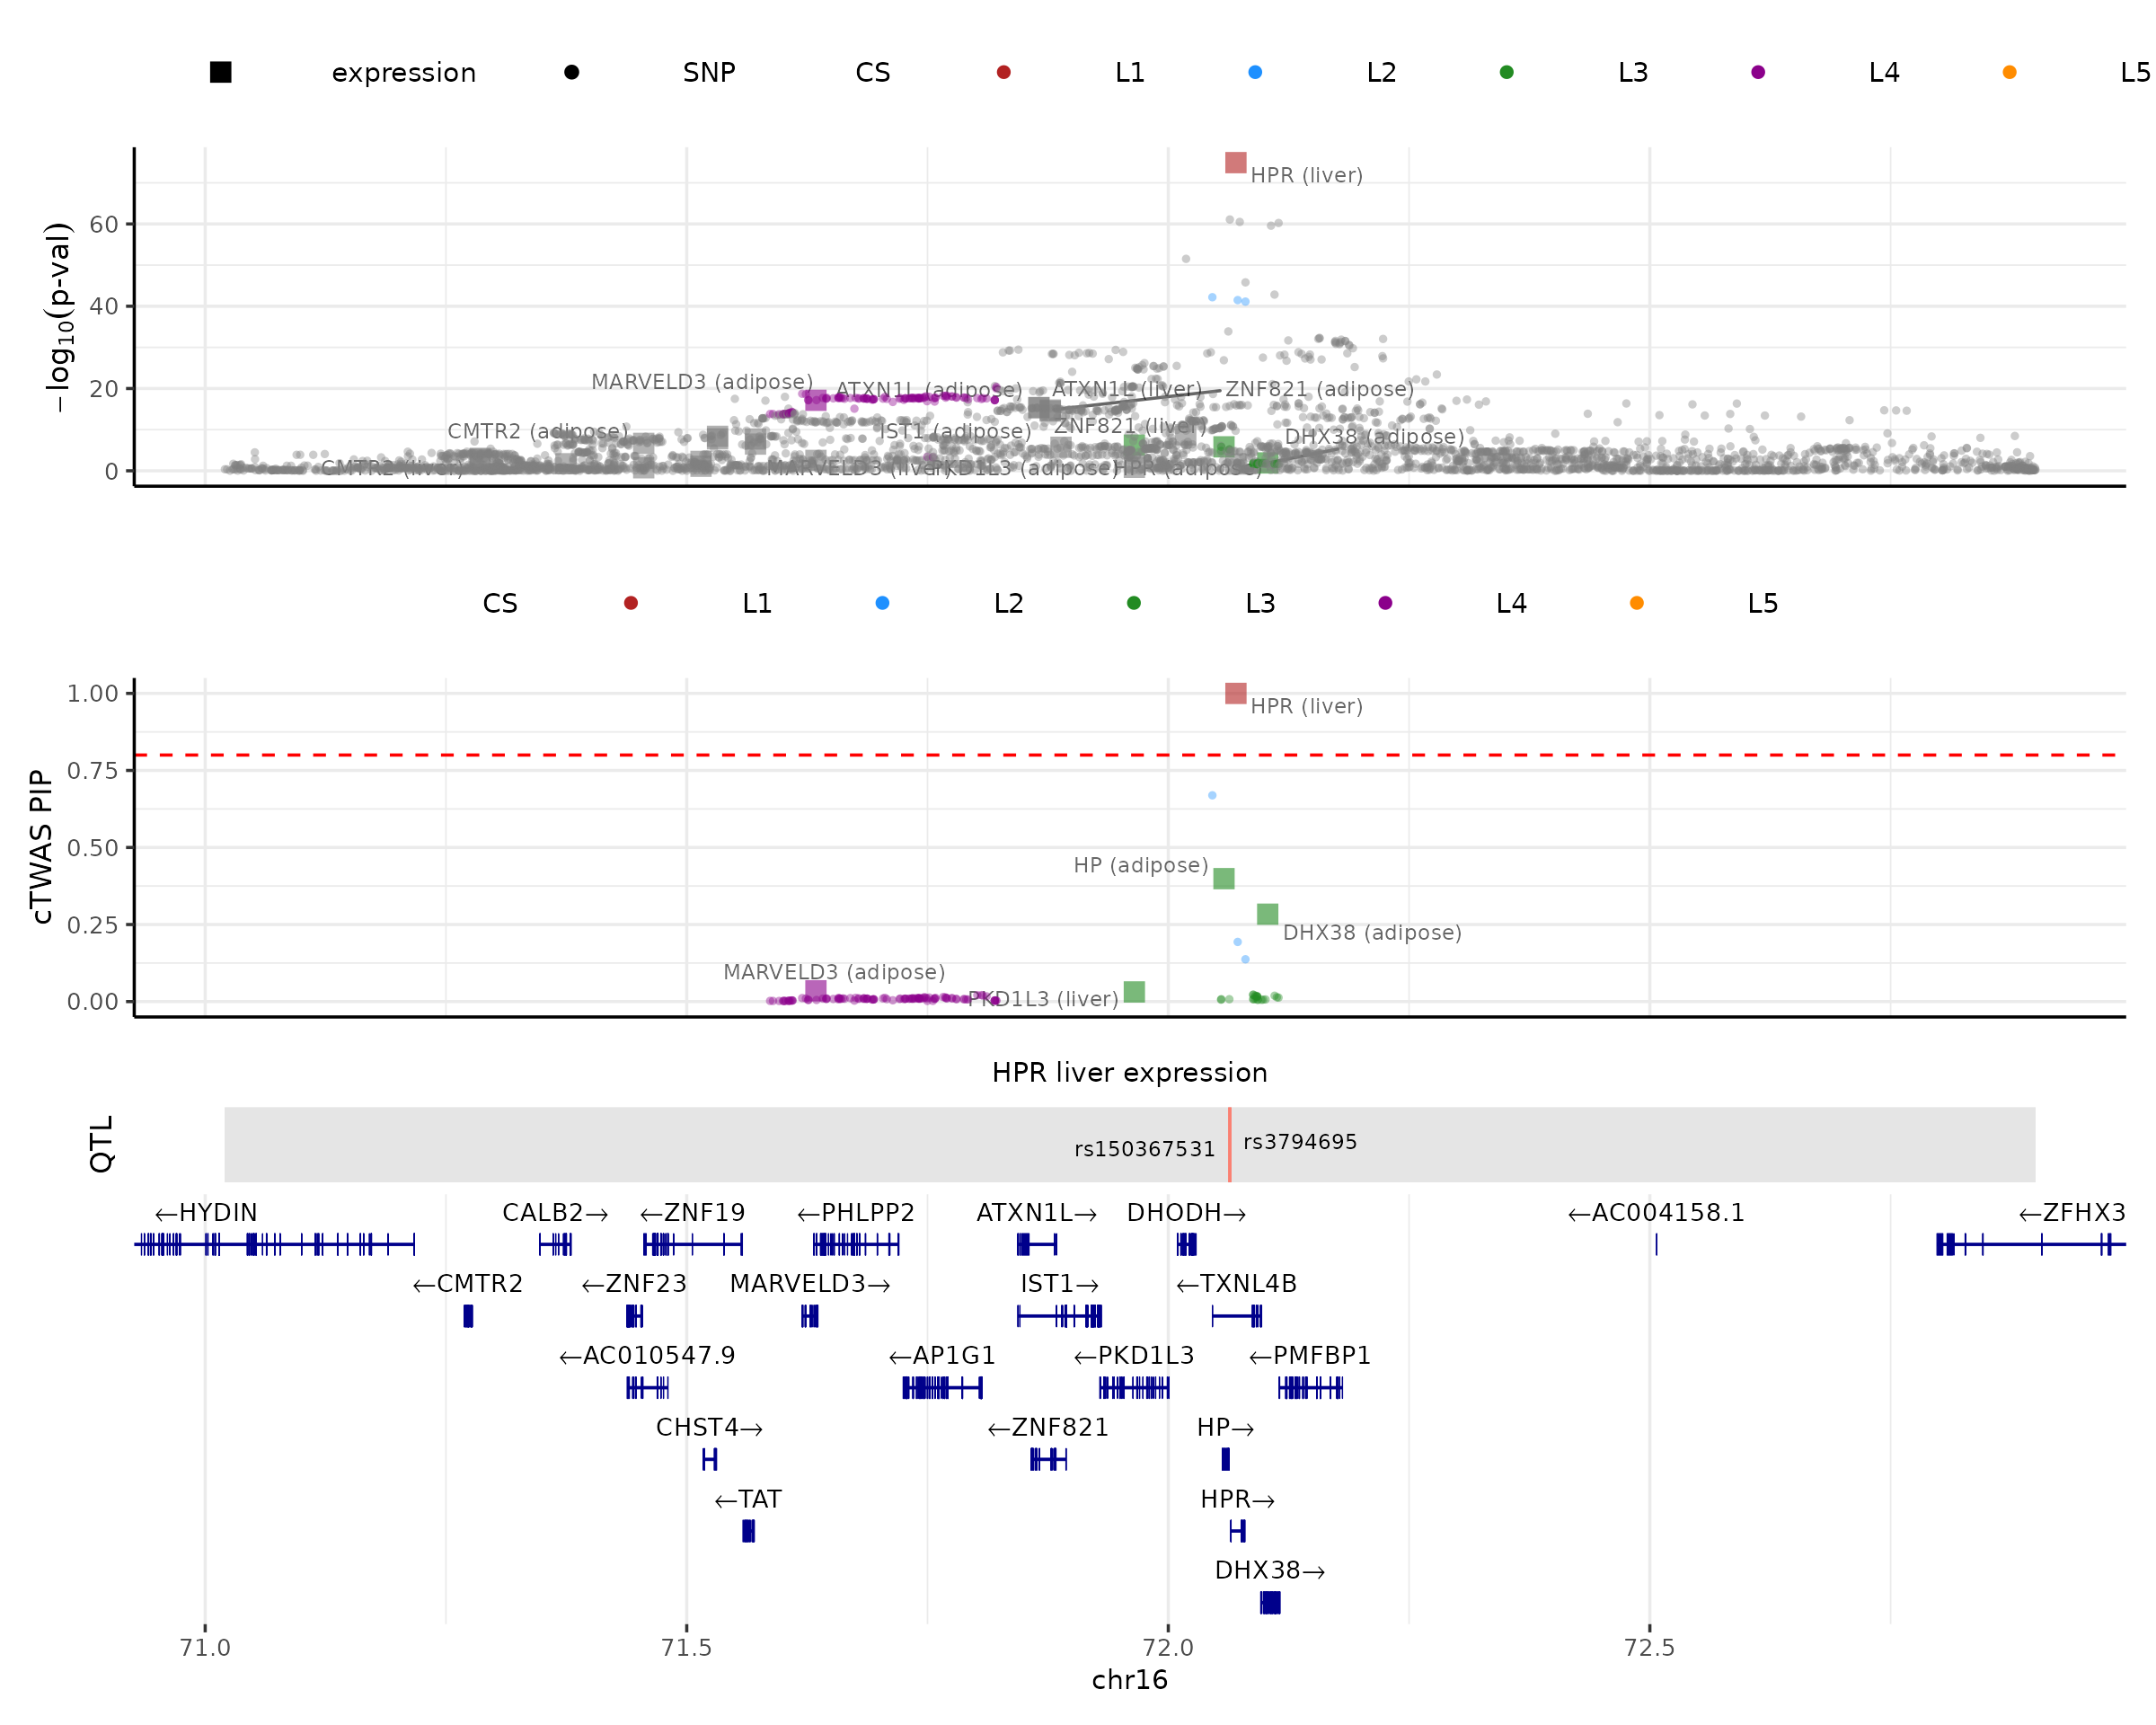 expression SNP CS L1 L2 L3 L4 L5
−log10(p-val)
60
40
20
0
HPR (liver)
MARVELD3 (adipose)
ATXN1L (adipose)
ATXN1L (liver)
ZNF821 (adipose)
CMTR2 (adipose)
IST1 (adipose)
ZNF821 (liver)
DHX38 (adipose)
CMTR2 (liver)
MARVELD3 (liver)
PKD1L3 (adipose)
HPR (adipose)
CS L1 L2 L3 L4 L5
cTWAS PIP
1.00
0.75
0.50
0.25
0.00
HPR (liver)
HP (adipose)
DHX38 (adipose)
MARVELD3 (adipose)
PKD1L3 (liver)
HPR liver expression
QTL
rs150367531 rs3794695
←HYDIN CALB2→ ←ZNF19 ←PHLPP2 ATXN1L→ DHODH→ ←AC004158.1 ←ZFHX3
←CMTR2 ←ZNF23 MARVELD3→ IST1→ ←TXNL4B
←AC010547.9 ←AP1G1 ←PKD1L3 ←PMFBP1
CHST4→ ←ZNF821 HP→
←TAT HPR→
DHX38→
71.0 71.5 72.0 72.5
chr16